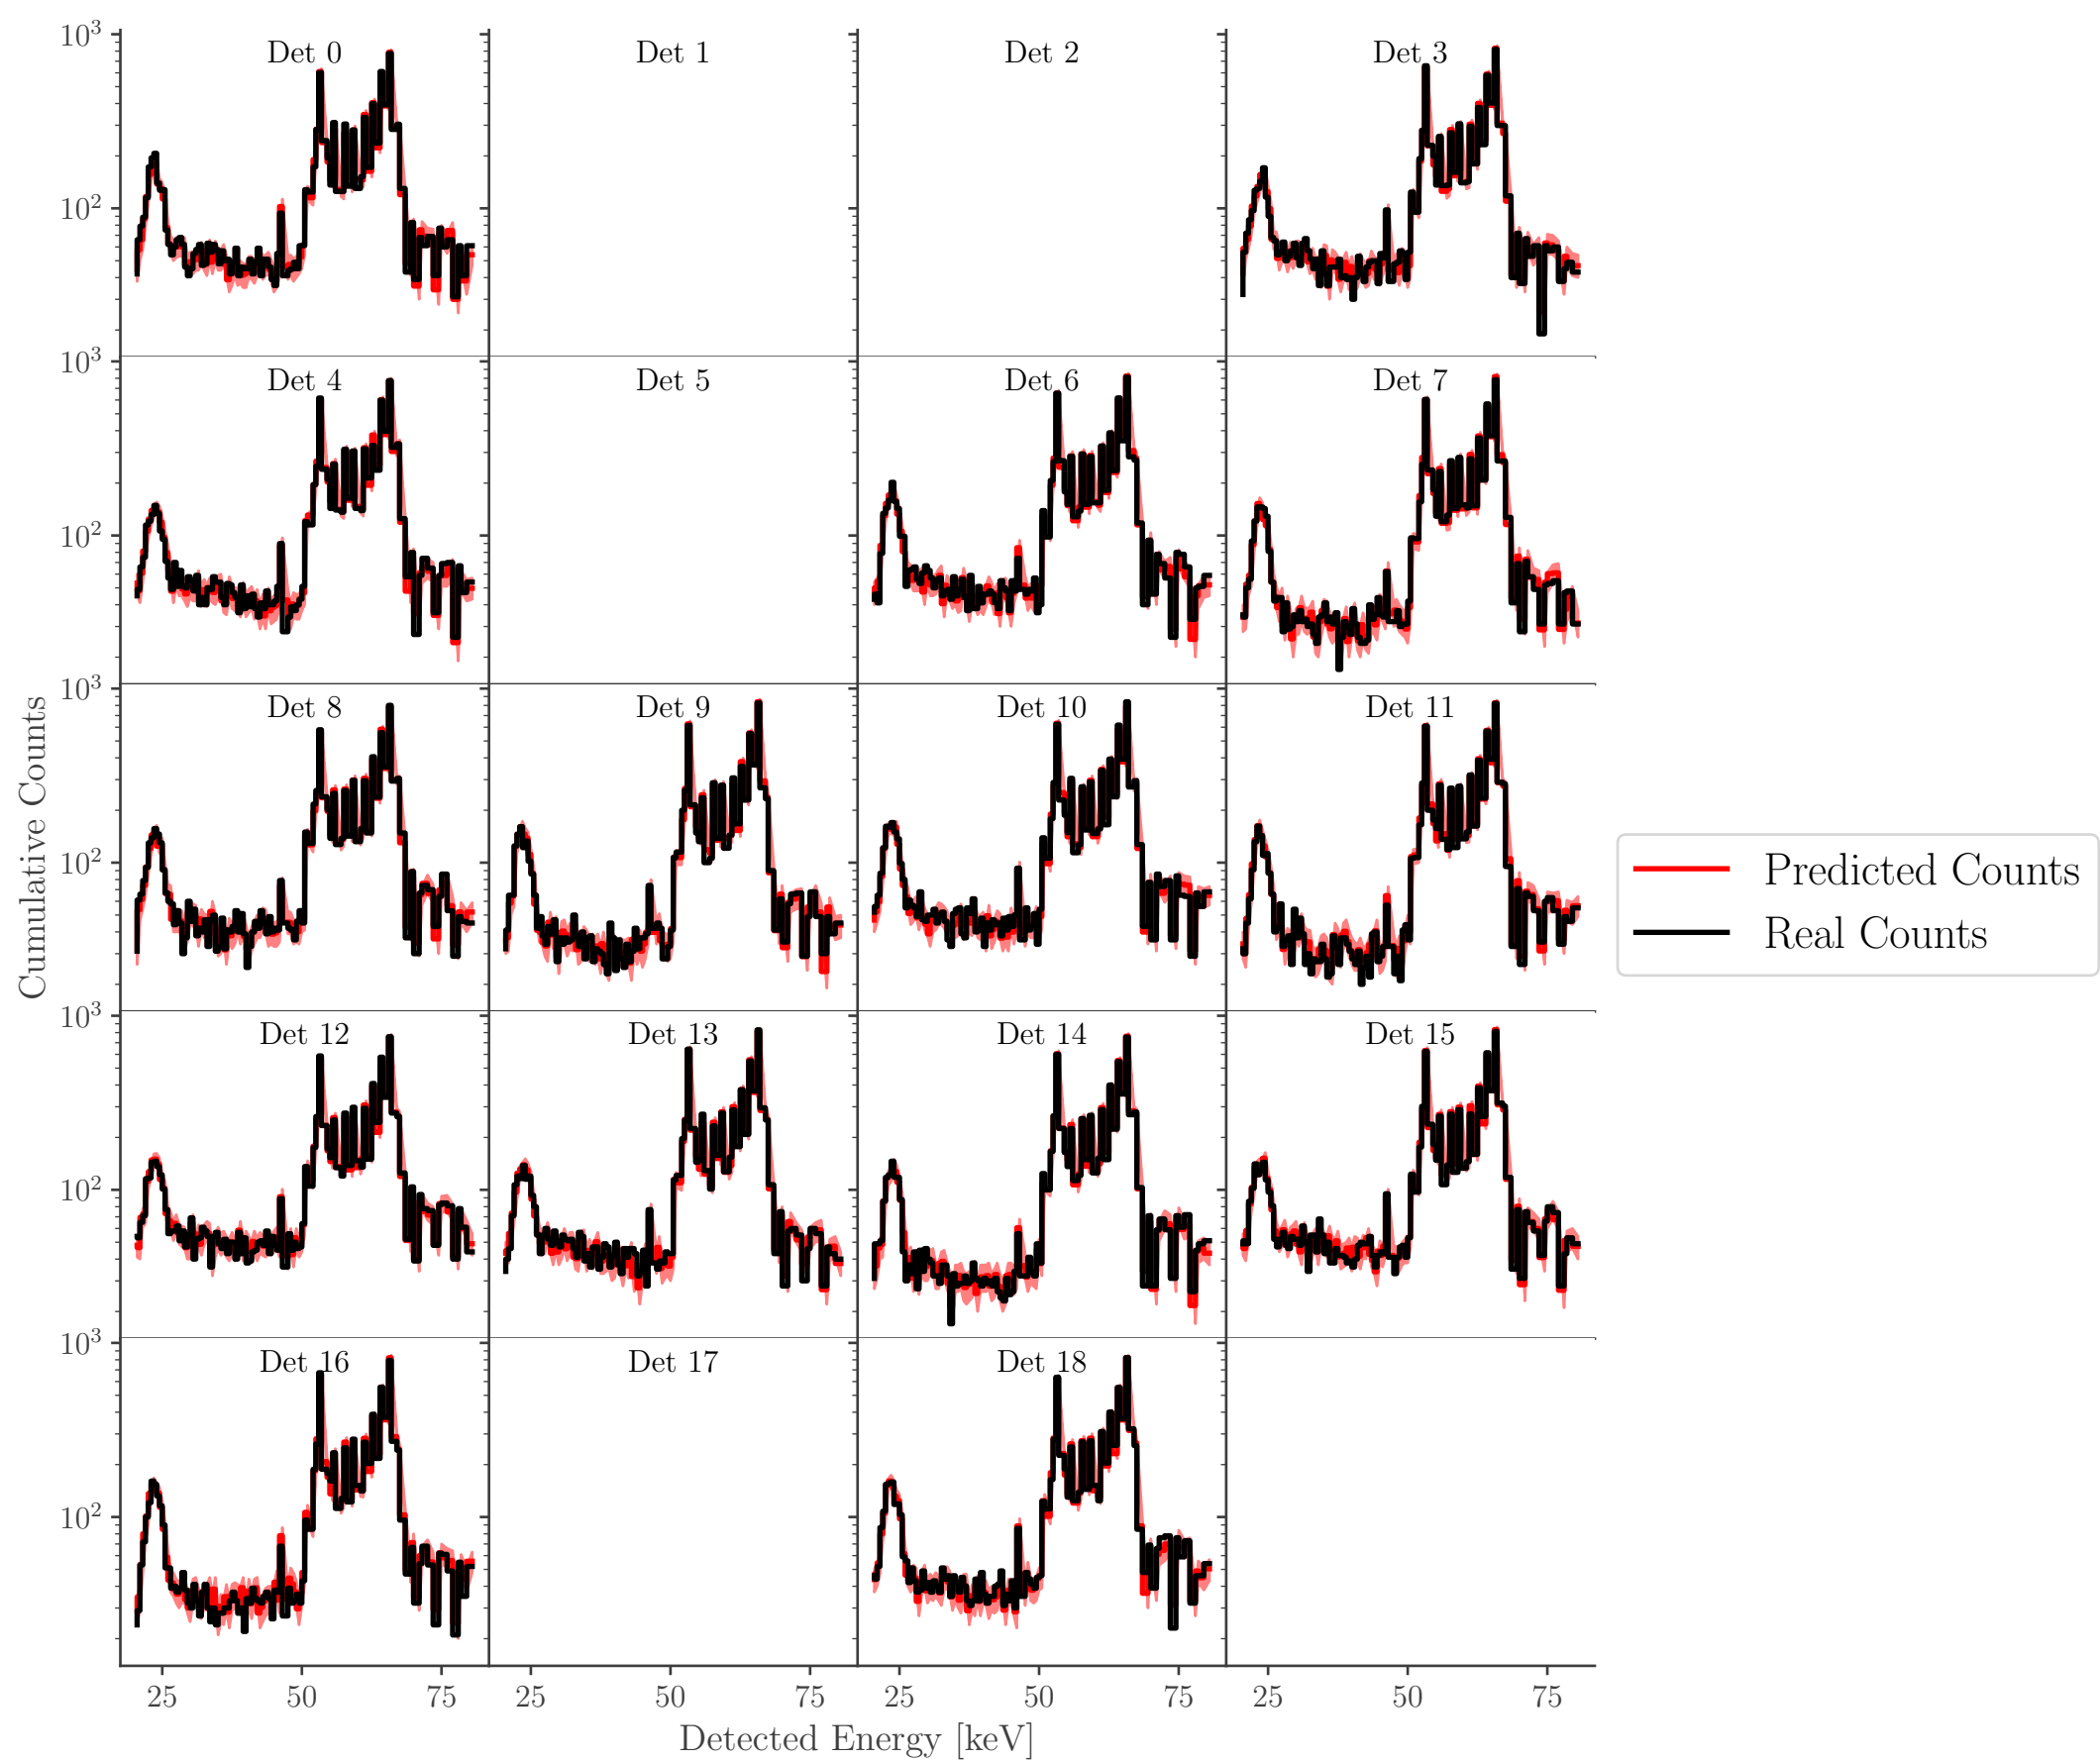 10^3
Det 0
Det 1
Det 2
Det 3
10^2
10^3
Det 4
Det 5
Det 6
Det 7
10^2
10^3
Det 8
Det 9
Det 10
Det 11
10^2
10^3
Det 12
Det 13
Det 14
Det 15
10^2
10^3
Det 16
Det 17
Det 18
10^2
Cumulative Counts
Predicted Counts
Real Counts
25 50 75 25 50 75 25 50 75 25 50 75
Detected Energy [keV]